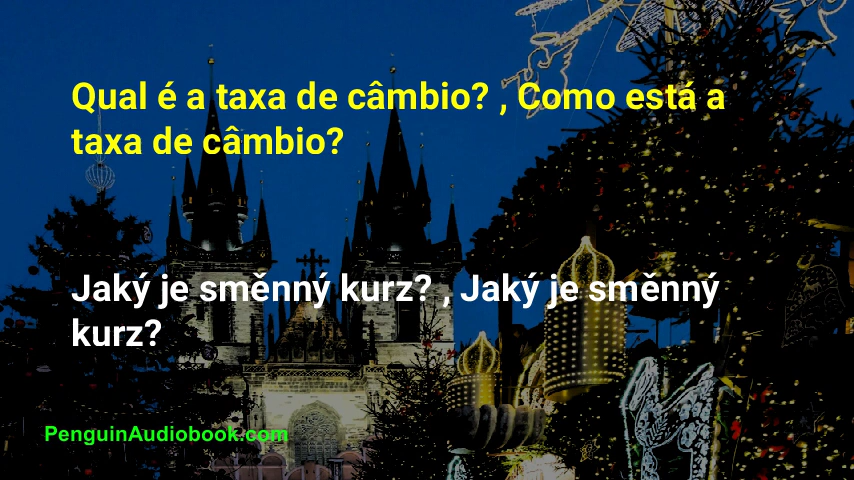 Qual é a taxa de câmbio? , Como está a
taxa de câmbio?
Jaký je směnný kurz? , Jaký je směnný
kurz?
PenguinAudiobook.com